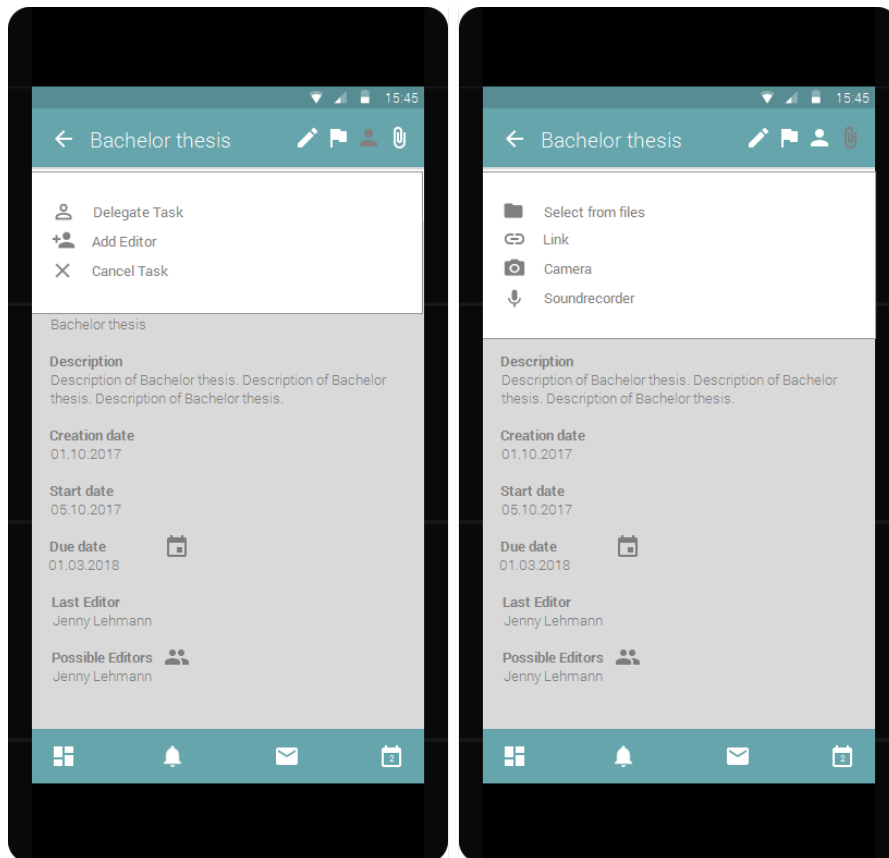 15:45
Bachelor thesis
Delegate Task
Add Editor
Cancel Task
Bachelor thesis
Description
Description of Bachelor thesis. Description of Bachelor
thesis. Description of Bachelor thesis.
Creation date
01.10.2017
Start date
05.10.2017
Due date
01.03.2018
Last Editor
Jenny Lehmann
Possible Editors
Jenny Lehmann
2
15:45
Bachelor thesis
Select from files
Link
Camera
Soundrecorder
Description
Description of Bachelor thesis. Description of Bachelor
thesis. Description of Bachelor thesis.
Creation date
01.10.2017
Start date
05.10.2017
Due date
01.03.2018
Last Editor
Jenny Lehmann
Possible Editors
Jenny Lehmann
2